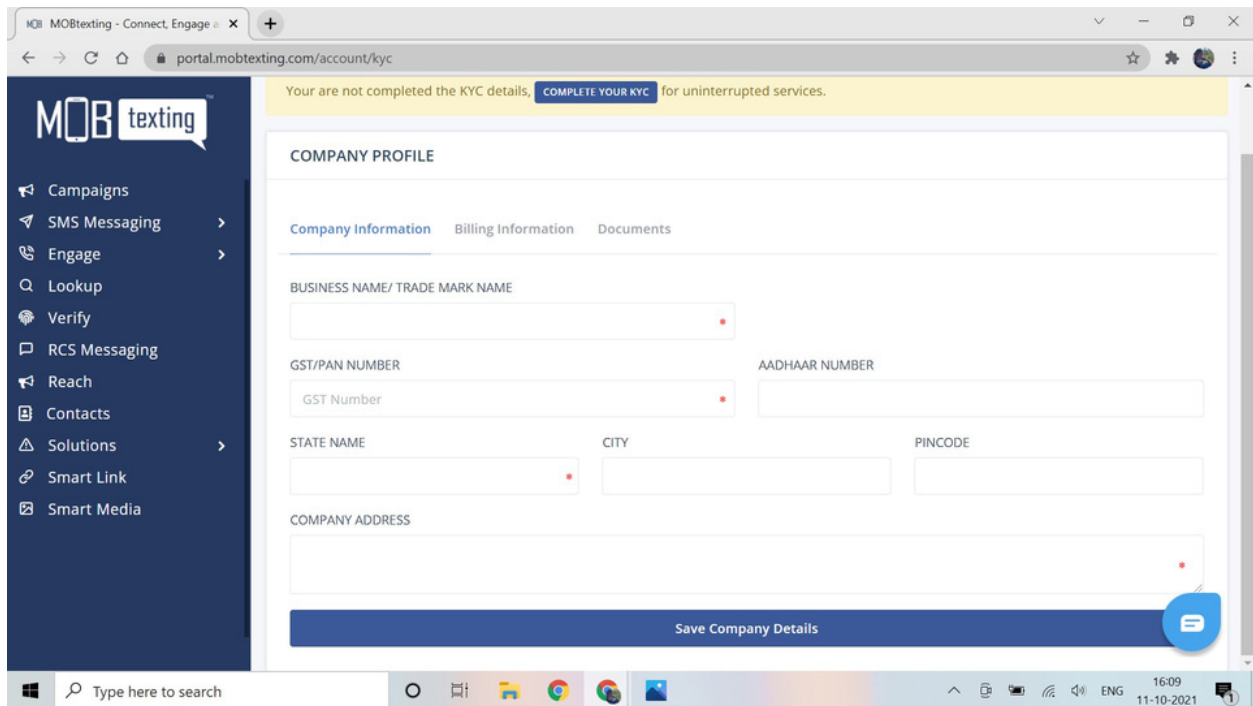 MOB MOBtexting - Connect, Engage a
portal.mobtexting.com/account/kyc
MOB texting™
Campaigns
SMS Messaging
Engage
Lookup
Verify
RCS Messaging
Reach
Contacts
Solutions
Smart Link
Smart Media
Your are not completed the KYC details, COMPLETE YOUR KYC for uninterrupted services.
COMPANY PROFILE
Company Information Billing Information Documents
BUSINESS NAME/ TRADE MARK NAME
*
GST/PAN NUMBER AADHAAR NUMBER
GST Number *
STATE NAME CITY PINCODE
*
COMPANY ADDRESS
*
Save Company Details
Type here to search
ENG
16:09
11-10-2021
1